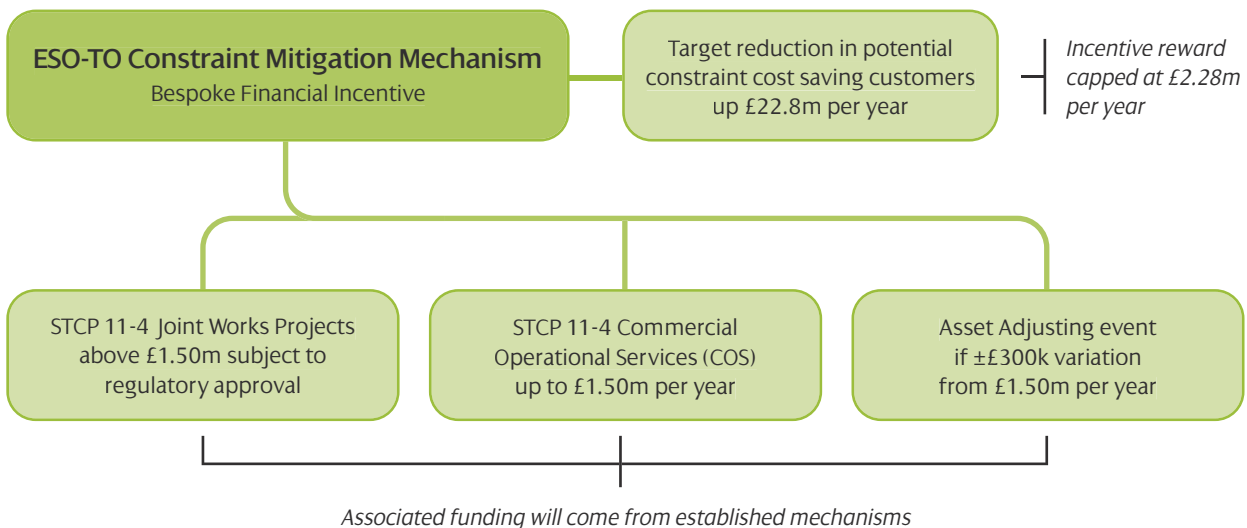 ESO-TO Constraint Mitigation Mechanism
Bespoke Financial Incentive
Target reduction in potential
constraint cost saving customers
up £22.8m per year
Incentive reward
capped at £2.28m
per year
STCP 11-4 Joint Works Projects
above £1.50m subject to
regulatory approval
STCP 11-4 Commercial
Operational Services (COS)
up to £1.50m per year
Asset Adjusting event
if ±£300k variation
from £1.50m per year
Associated funding will come from established mechanisms